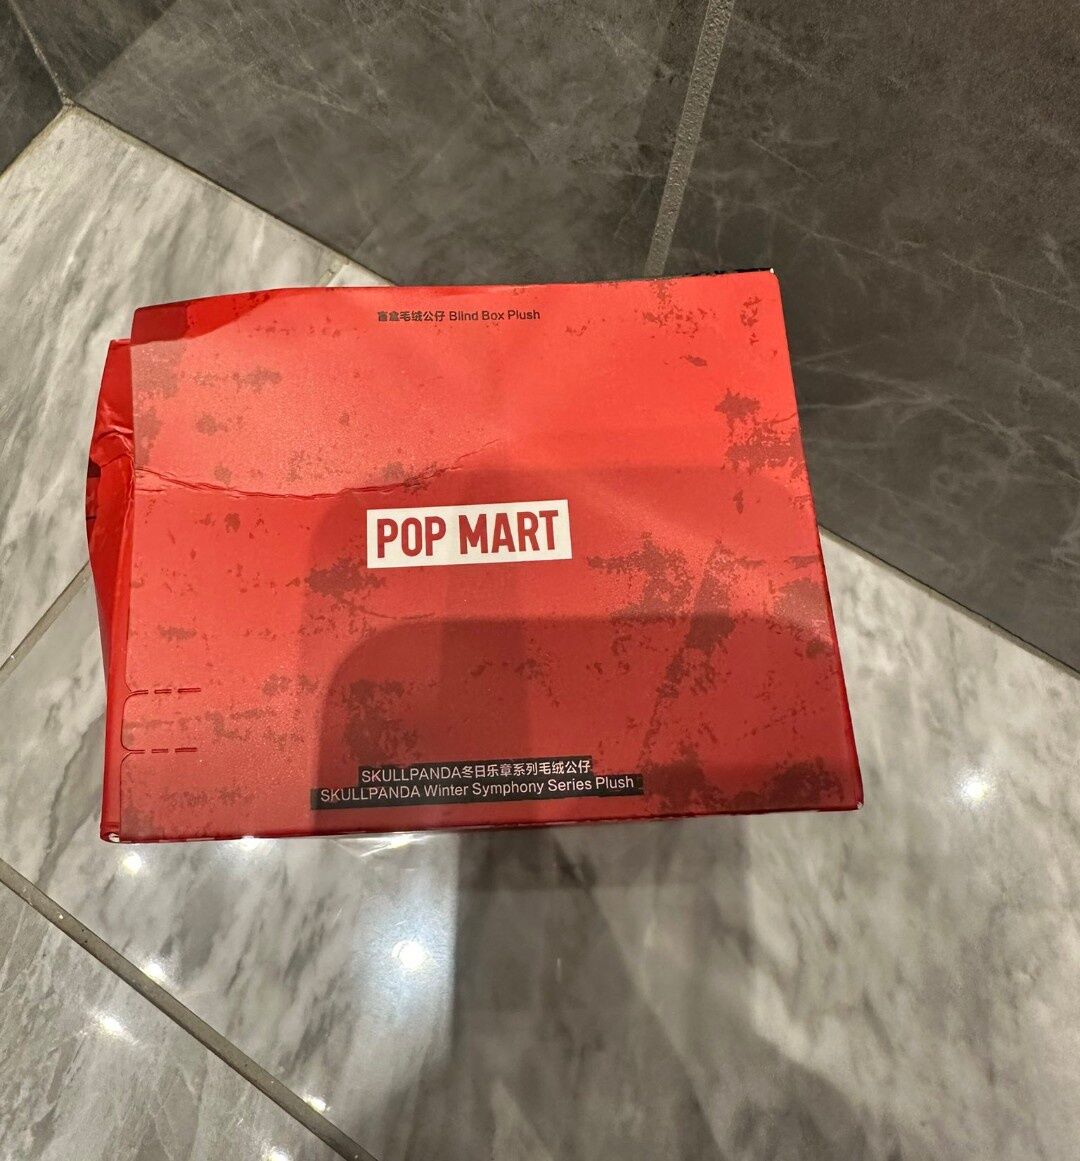 盲盒毛绒公仔 Blind Box Plush
POP MART
SKULLPANDA冬日乐章系列毛绒公仔
SKULLPANDA Winter Symphony Series Plush